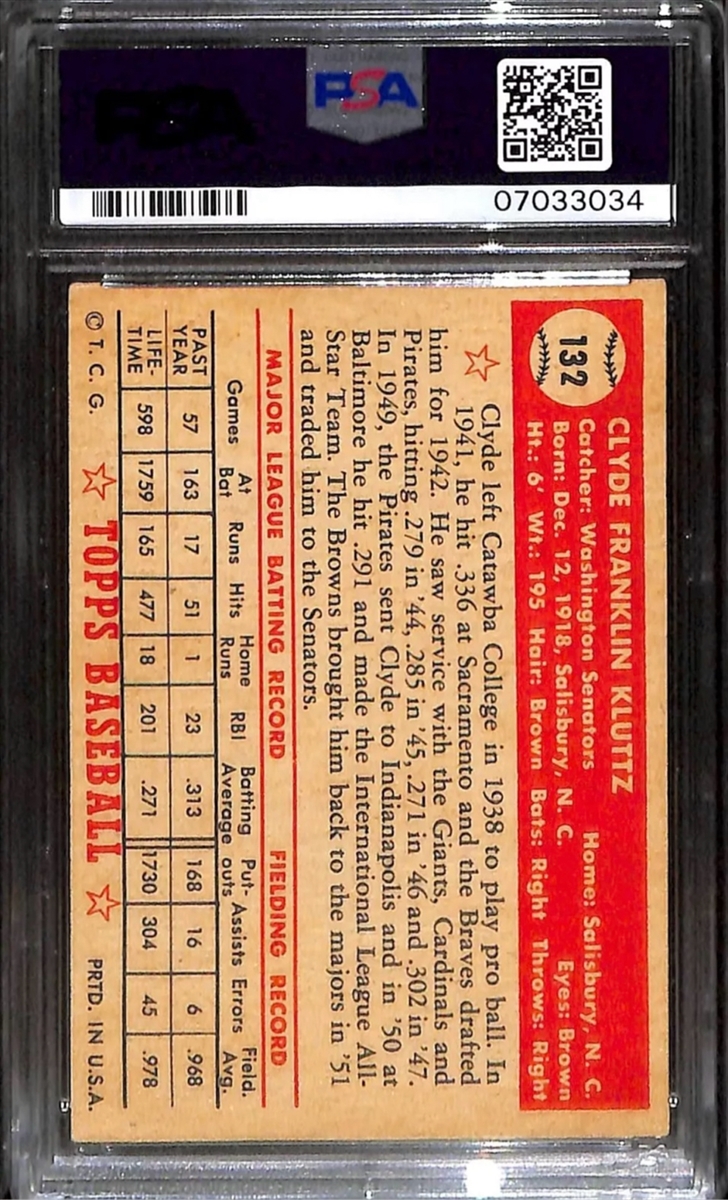 PSA
07033034
132
CLYDE FRANKLIN KLUTTZ
Catcher: Washington Senators Home: Salisbury, N. C.
Born: Dec. 12, 1918, Salisbury, N. C. Eyes: Brown
Ht.: 6' Wt.: 195 Hair: Brown Bats: Right Throws: Right
Clyde left Catawba College in 1938 to play pro ball. In
1941, he hit .336 at Sacramento and the Braves drafted
him for 1942. He saw service with the Giants, Cardinals and
Pirates, hitting .279 in '44, .285 in '45, .271 in '46 and .302 in '47.
In 1949, the Pirates sent Clyde to Indianapolis and in '50 at
Baltimore he hit .291 and made the International League All-
Star Team. The Browns brought him back to the majors in '51
and traded him to the Senators.
MAJOR LEAGUE BATTING RECORD FIELDING RECORD
Games At Bat Runs Hits Home Runs RBI Batting Average Put-outs Assists Errors Field. Avg.
PAST YEAR 57 163 17 51 1 23 .313 168 16 6 .968
LIFE-TIME 598 1759 165 477 18 201 .271 1730 304 45 .978
© T. C. G. TOPPS BASEBALL PRTD. IN U.S.A.